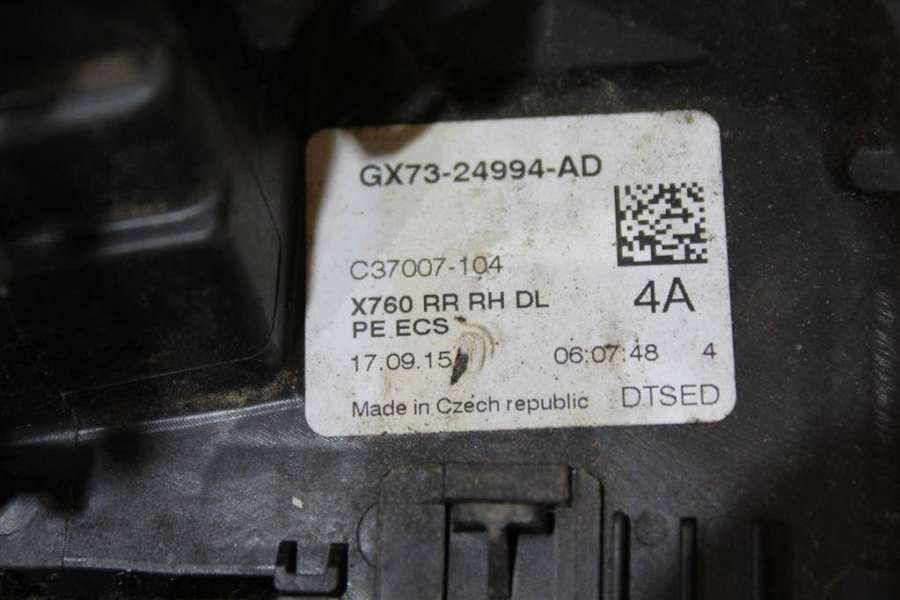 GX73-24994-AD
C37007-104
X760 RR RH DL
4A
PE ECS
17.09.15 06:07:48 4
Made in Czech republic DTSED